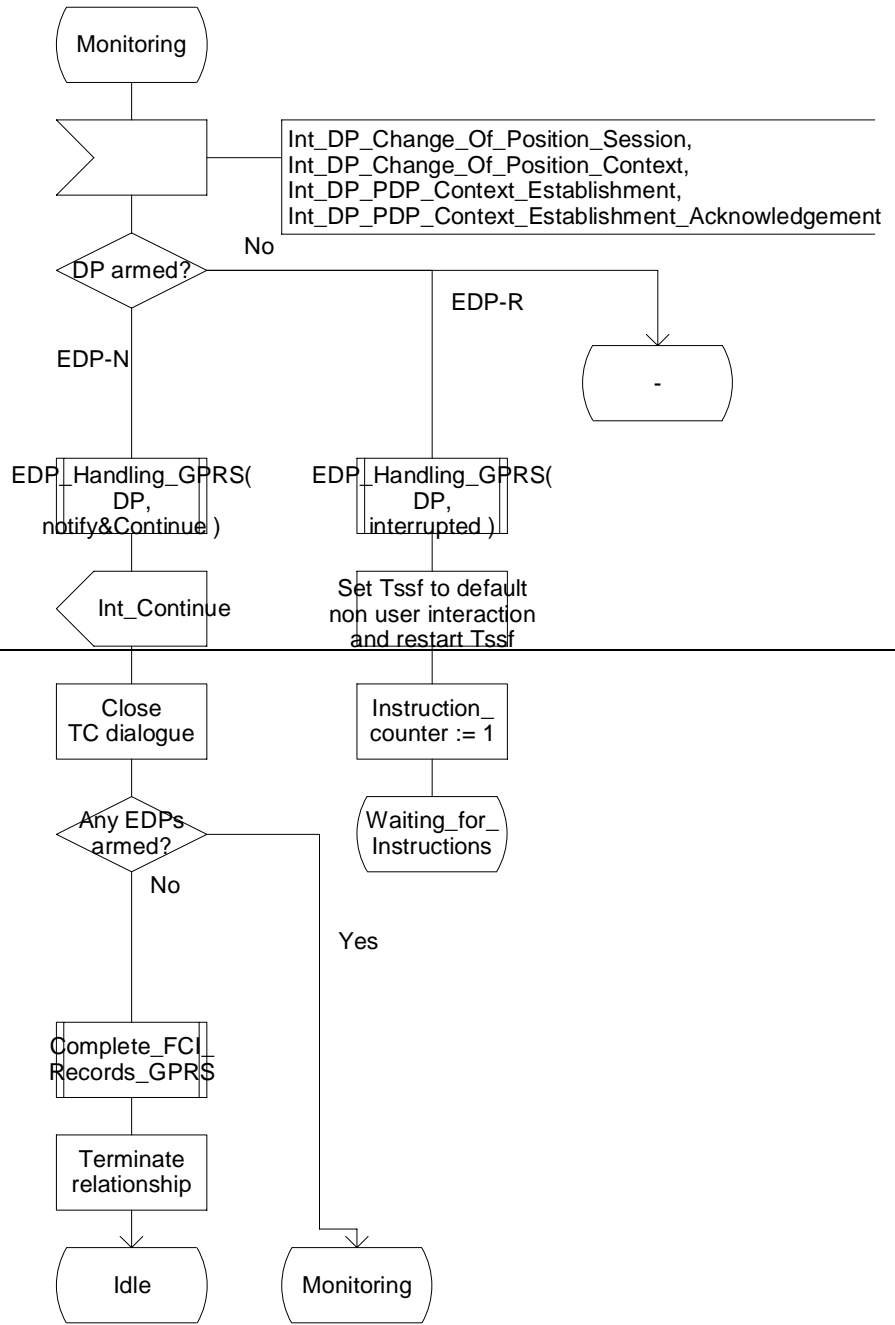 Monitoring
Int_DP_Change_Of_Position_Session,
Int_DP_Change_Of_Position_Context,
Int_DP_PDP_Context_Establishment,
Int_DP_PDP_Context_Establishment_Acknowledgement
No
DP armed?
EDP-R
EDP-N
-
EDP_Handling_GPRS(
DP,
notify&Continue )
EDP_Handling_GPRS(
DP,
interrupted )
Int_Continue
Set Tssf to default
non user interaction
and restart Tssf
Close
TC dialogue
Instruction_
counter := 1
Any EDPs
armed?
Waiting_for_
Instructions
No
Yes
Complete_FCI_
Records_GPRS
Terminate
relationship
Idle
Monitoring